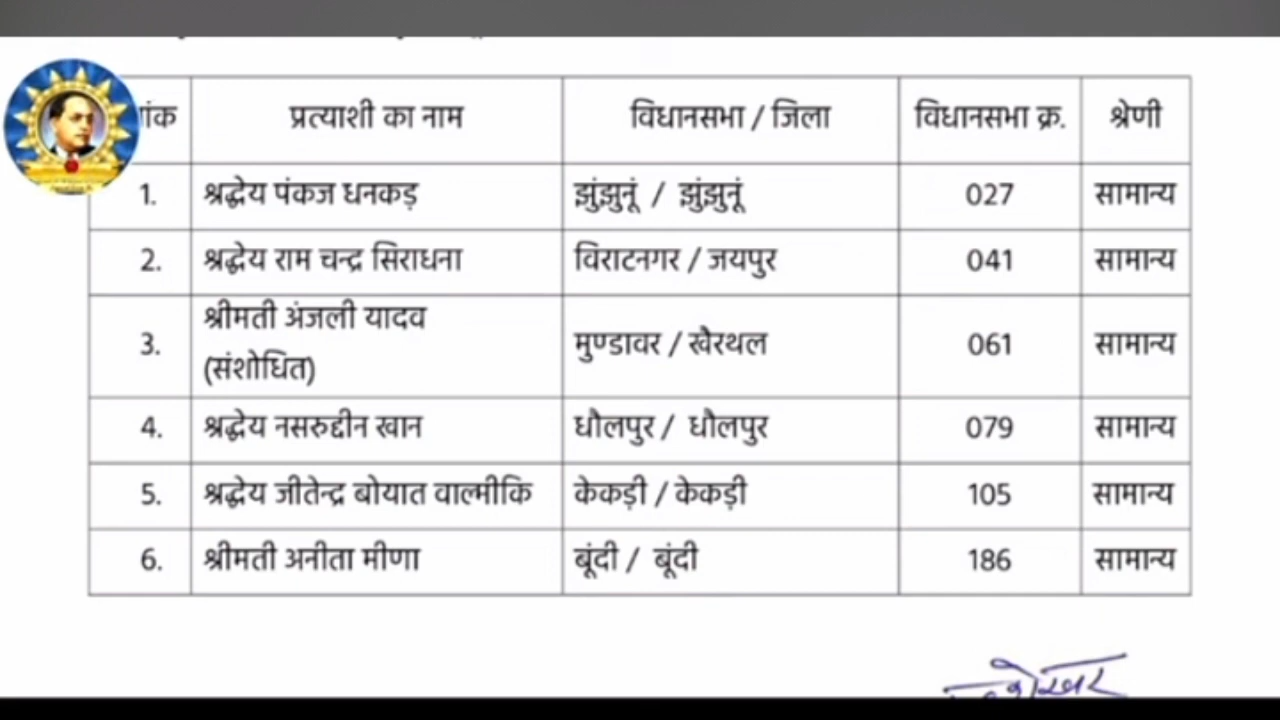 प्रत्याशी का नाम विधानसभा / जिला विधानसभा क्र. श्रेणी
1. श्रद्धेय पंकज धनकड़ झुंझुनूं / झुंझुनूं 027 सामान्य
2. श्रद्धेय राम चन्द्र सिराधना विराटनगर / जयपुर 041 सामान्य
3. श्रीमती अंजली यादव (संशोधित) मुण्डावर / खैरथल 061 सामान्य
4. श्रद्धेय नसरुद्दीन खान धौलपुर / धौलपुर 079 सामान्य
5. श्रद्धेय जीतेन्द्र बोयात वाल्मीकि केकड़ी / केकड़ी 105 सामान्य
6. श्रीमती अनीता मीणा बूंदी / बूंदी 186 सामान्य